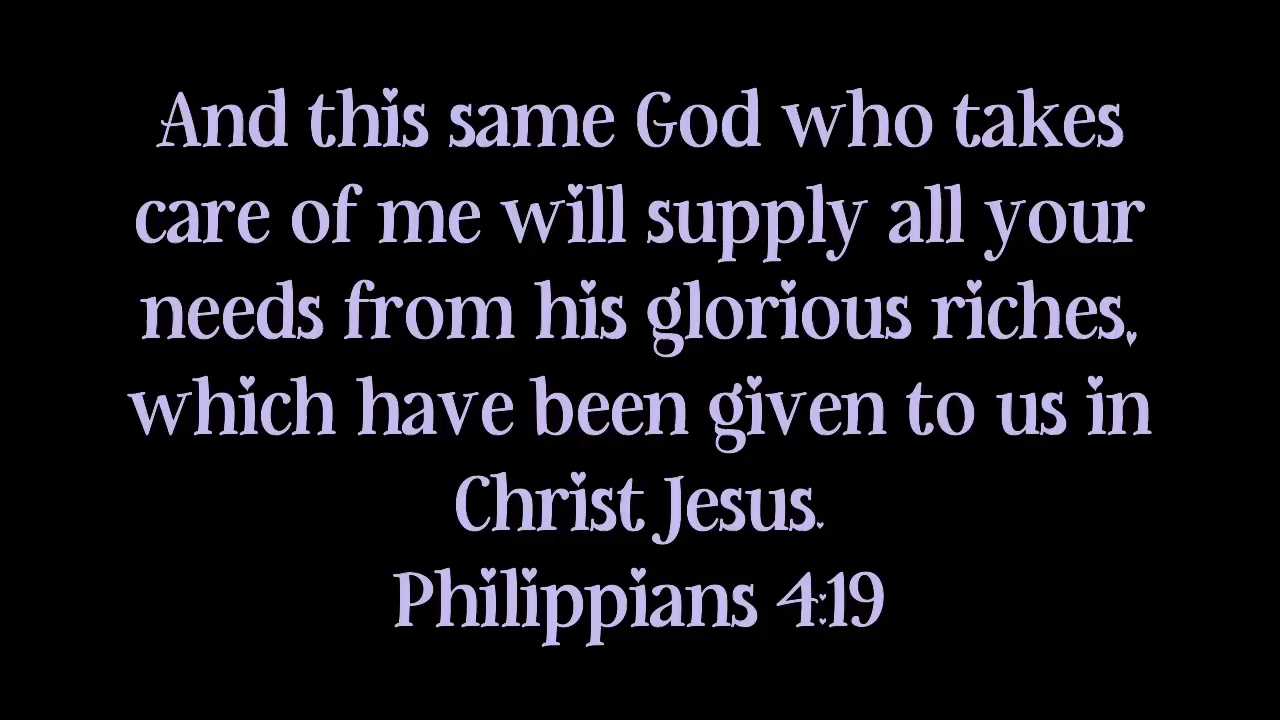 And this same God who takes
care of me will supply all your
needs from his glorious riches,
which have been given to us in
Christ Jesus.
Philippians 4:19